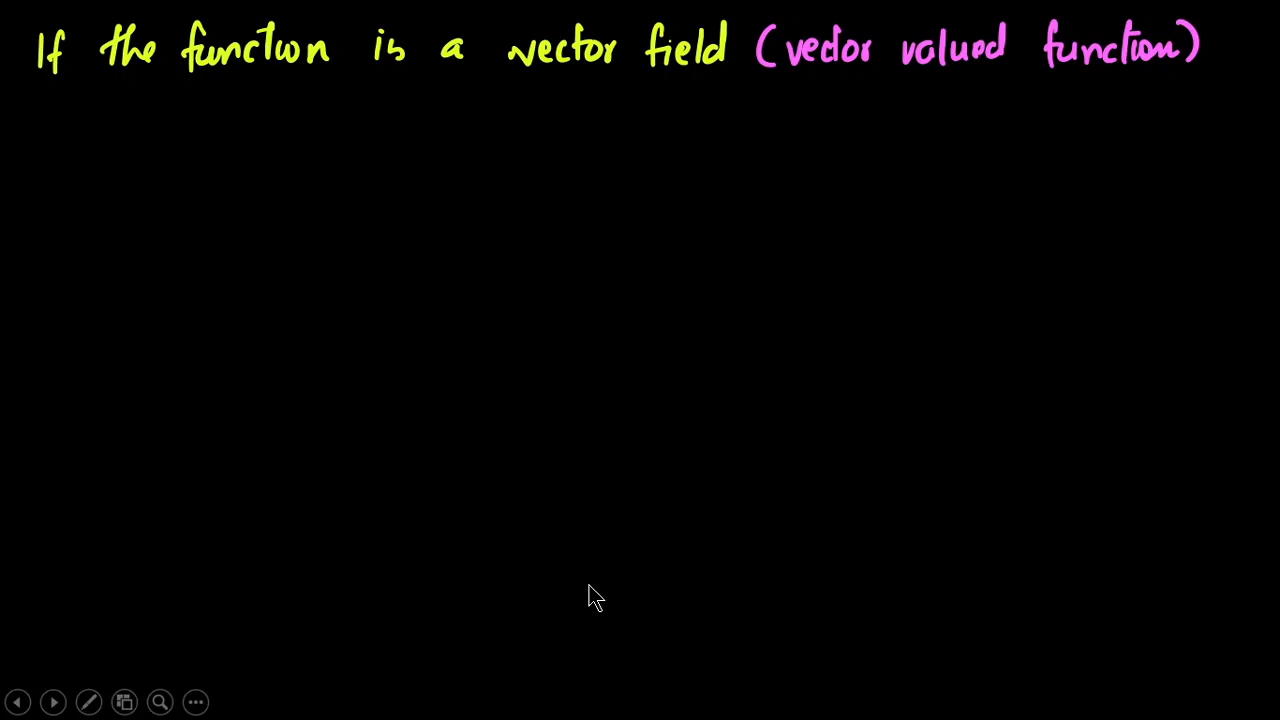 If the function is a vector field (vector valued function)